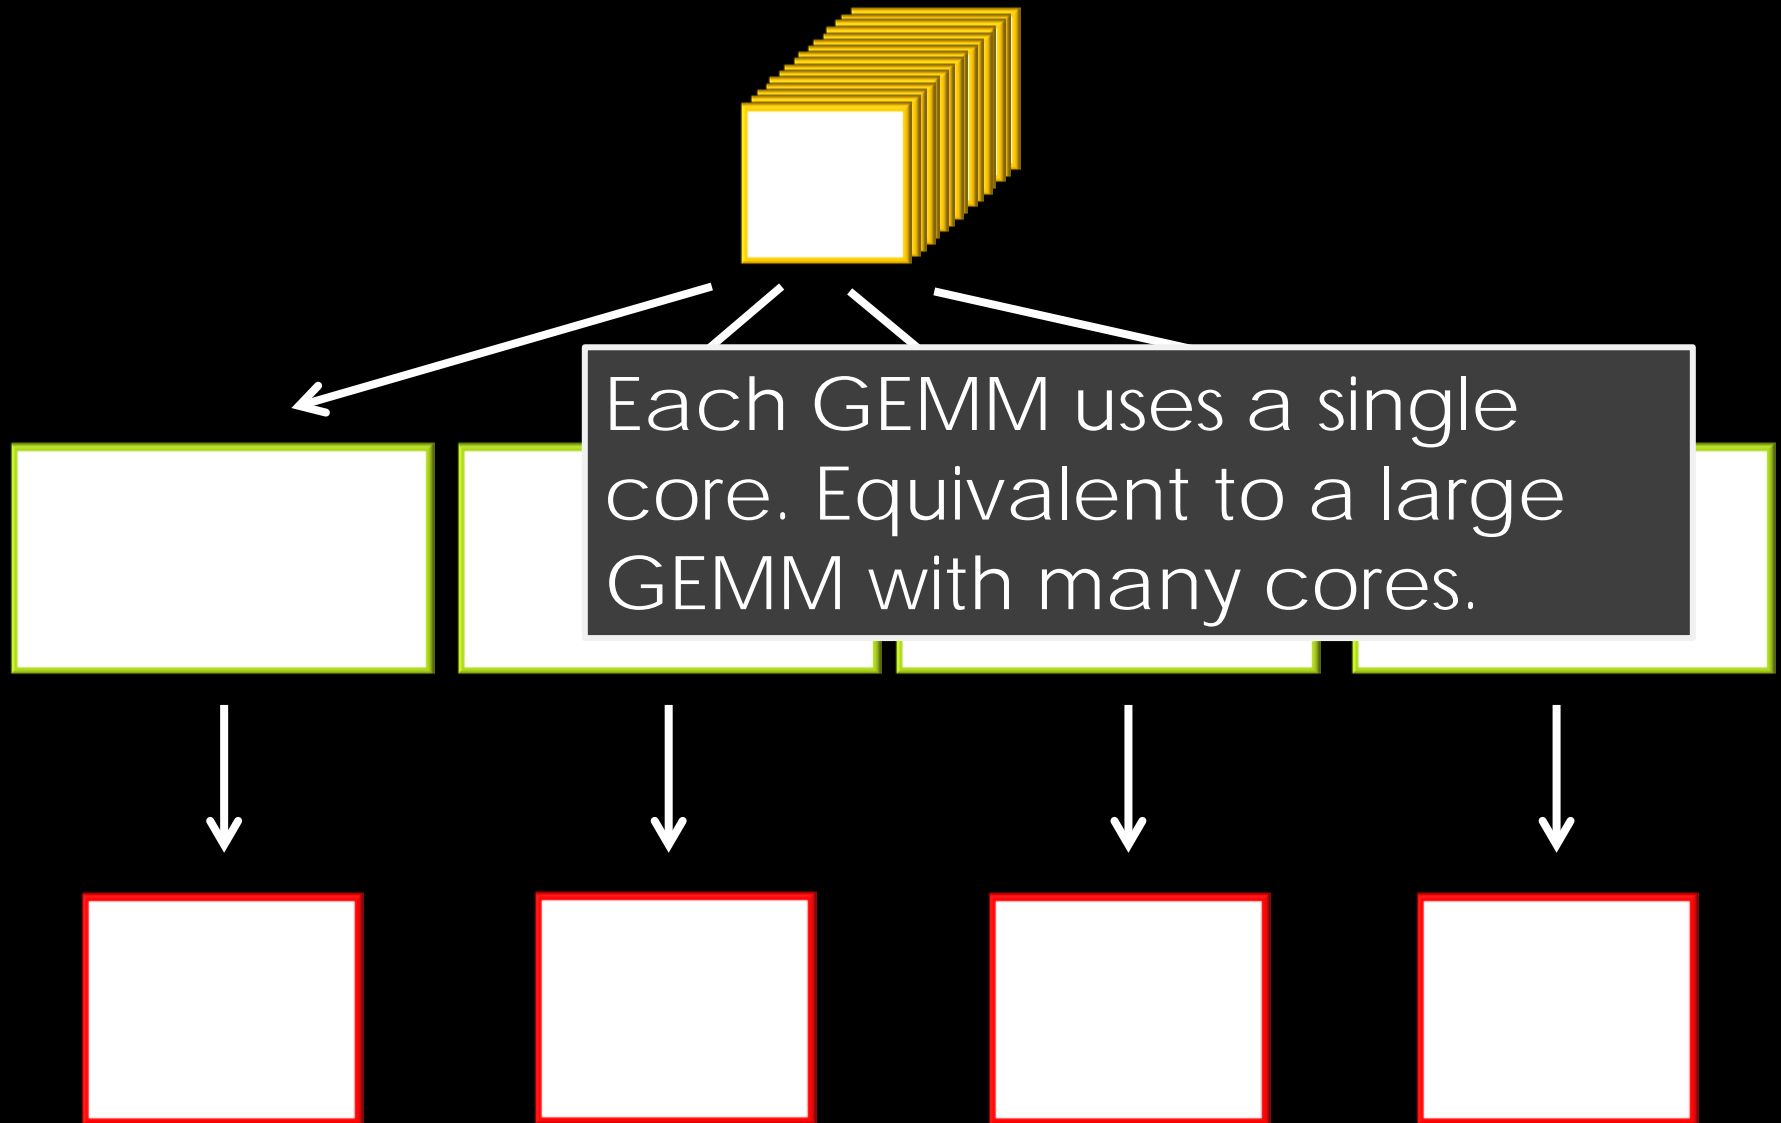 Each GEMM uses a single
core. Equivalent to a large
GEMM with many cores.